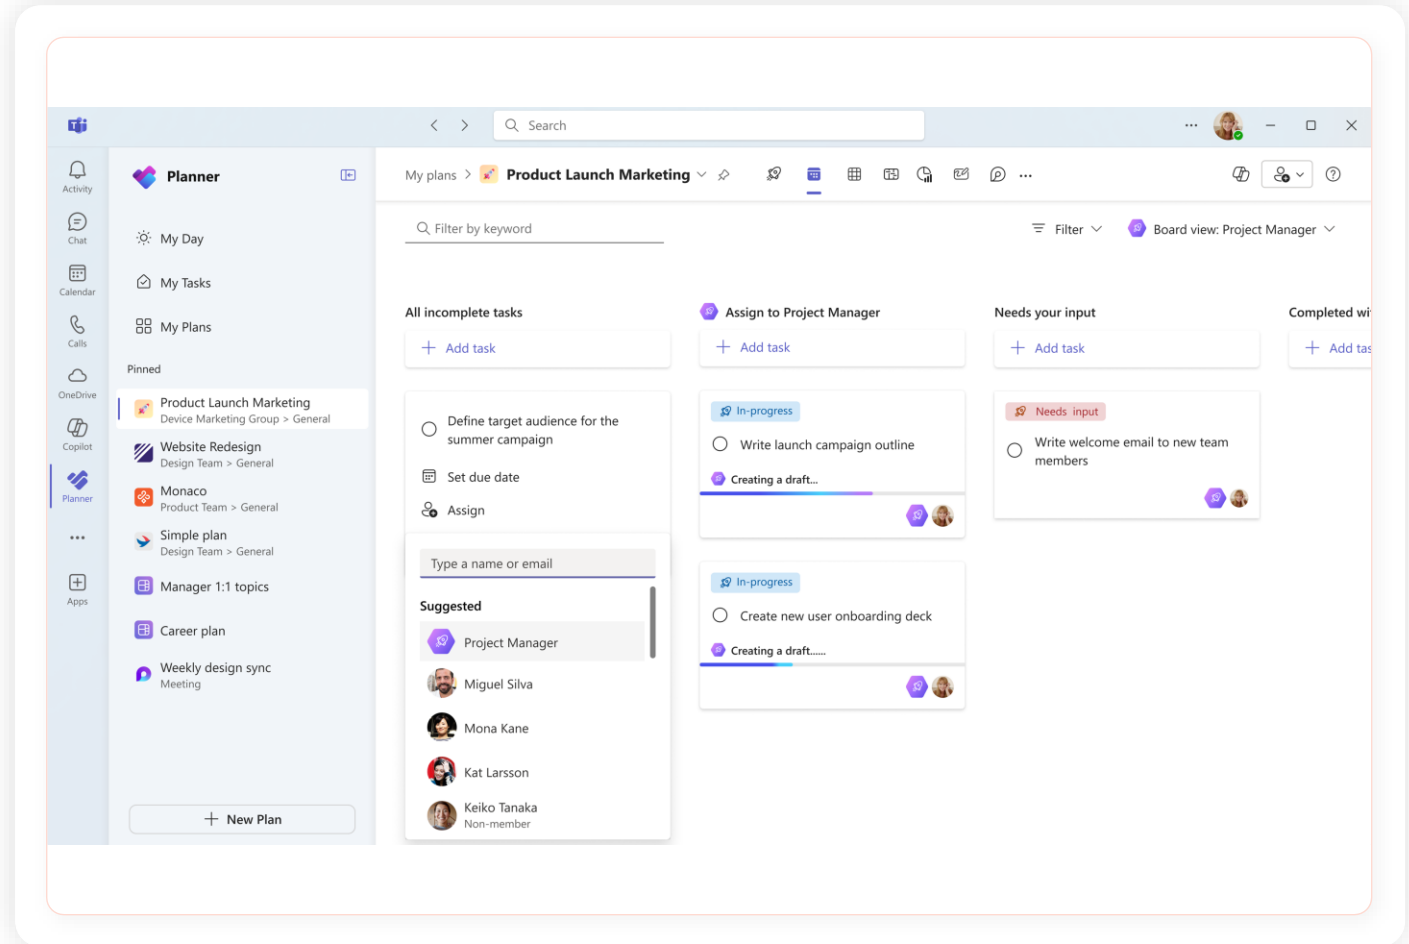 Search
Activity
Chat
Calendar
Calls
OneDrive
Copilot
Planner
Apps
Planner
My Day
My Tasks
My Plans
Pinned
Product Launch Marketing
Device Marketing Group > General
Website Redesign
Design Team > General
Monaco
Product Team > General
Simple plan
Design Team > General
Manager 1:1 topics
Career plan
Weekly design sync
Meeting
+ New Plan
My plans > Product Launch Marketing
Filter by keyword
Filter
Board view: Project Manager
All incomplete tasks
+ Add task
Define target audience for the
summer campaign
Set due date
Assign
Type a name or email
Suggested
Project Manager
Miguel Silva
Mona Kane
Kat Larsson
Keiko Tanaka
Non-member
Assign to Project Manager
+ Add task
In-progress
Write launch campaign outline
Creating a draft...
In-progress
Create new user onboarding deck
Creating a draft......
Needs your input
+ Add task
Needs input
Write welcome email to new team
members
Completed wi
+ Add tas